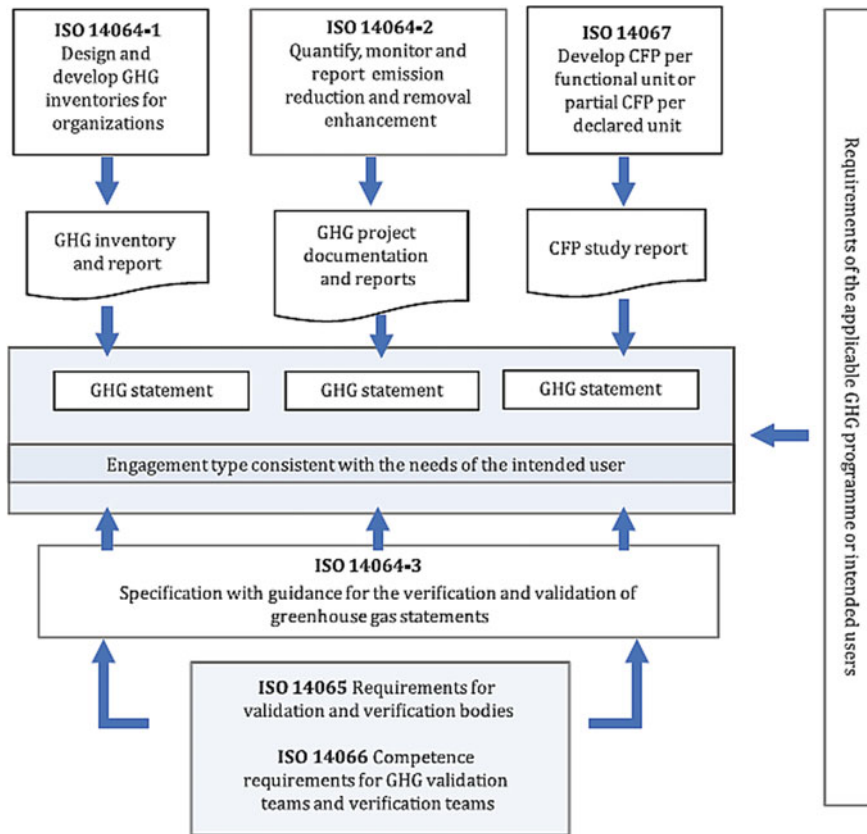 ISO 14064-1
Design and
develop GHG
inventories for
organizations
ISO 14064-2
Quantify, monitor and
report emission
reduction and removal
enhancement
ISO 14067
Develop CFP per
functional unit or
partial CFP per
declared unit
GHG inventory
and report
GHG project
documentation
and reports
CFP study report
GHG statement
GHG statement
GHG statement
Engagement type consistent with the needs of the intended user
ISO 14064-3
Specification with guidance for the verification and validation of
greenhouse gas statements
ISO 14065 Requirements for
validation and verification bodies
ISO 14066 Competence
requirements for GHG validation
teams and verification teams
Requirements of the applicable GHG programme or intended users